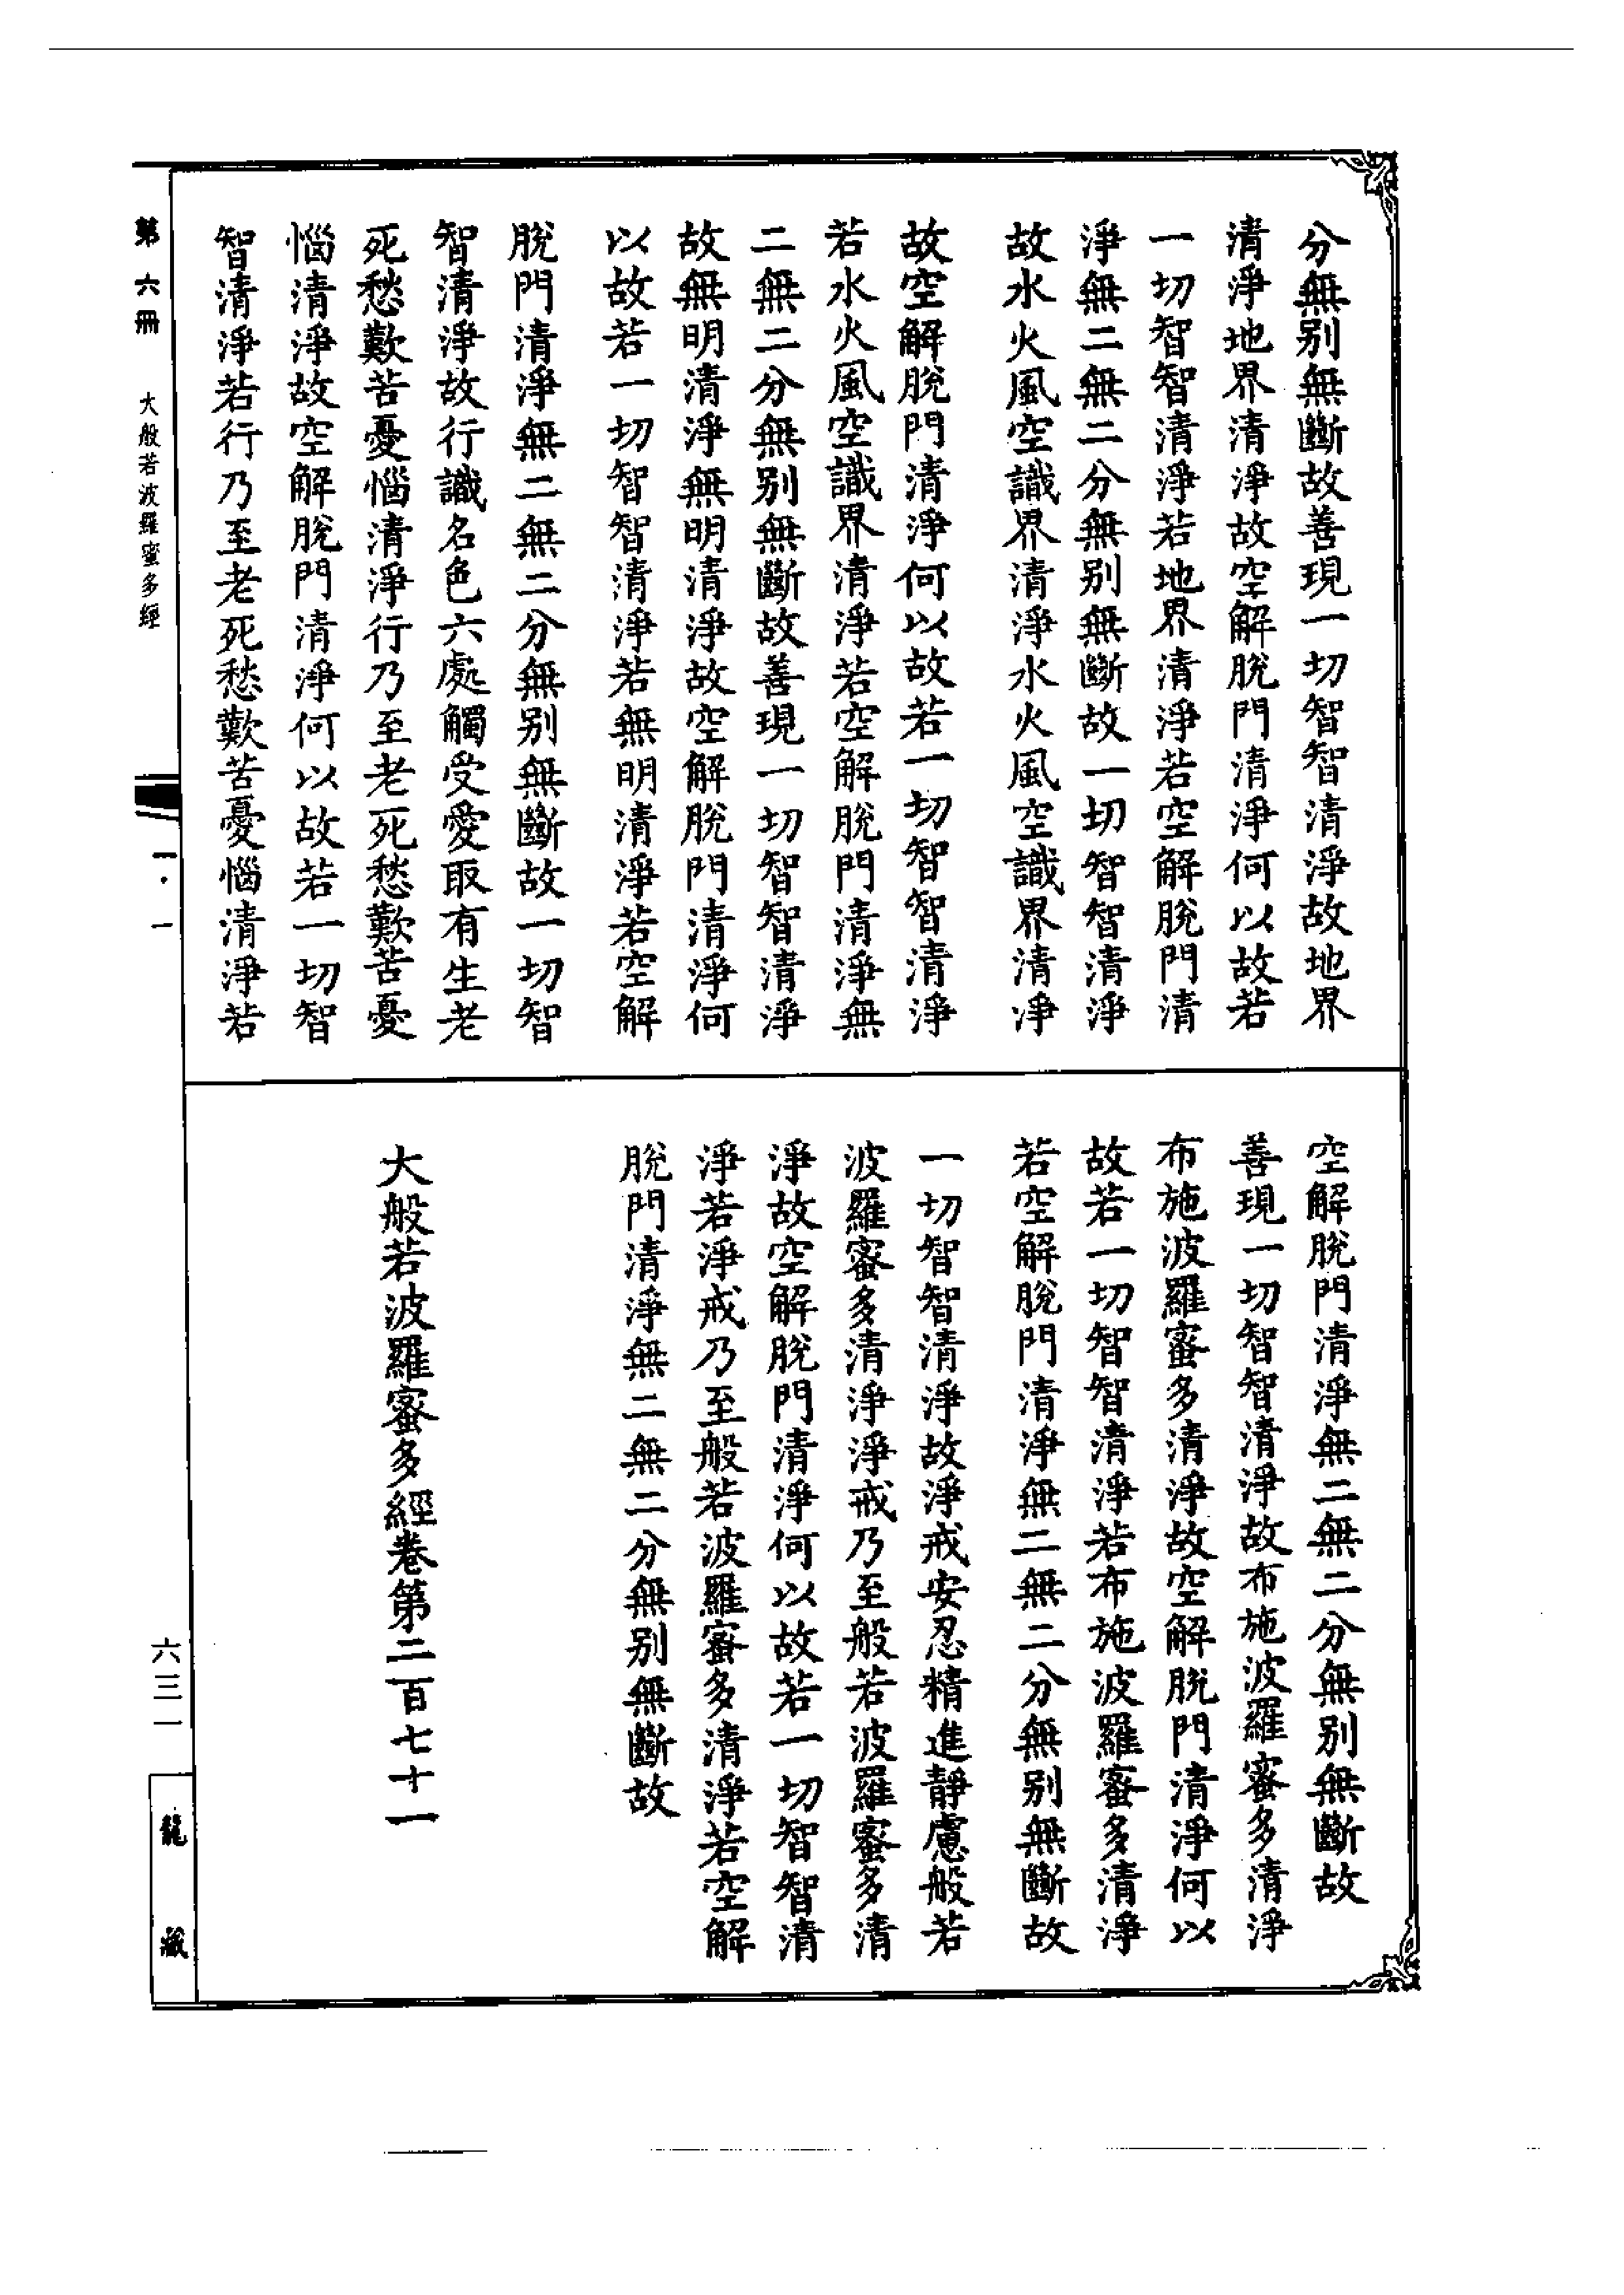 分無别無斷故善現一切智智清淨故地界
清淨地界清淨故空解脫門清淨何以故若
一切智智清淨若地界清淨若空解脫門清
淨無二無二分無别無斷故一切智智清淨
故水火風空識界清淨水火風空識界清淨
故空解脫門清淨何以故若一切智智清淨
若水火風空識界清淨若空解脫門清淨無
二無二分無别無斷故善現一切智智清淨
故無明清淨無明清淨故空解脫門清淨何
以故若一切智智清淨若無明清淨若空解
脫門清淨無二無二分無别無斷故一切智
智清淨故行識名色六處觸受愛取有生老
死愁歎苦憂惱清淨行乃至老死愁歎苦憂
惱清淨故空解脫門清淨何以故若一切智
智清淨若行乃至老死愁歎苦憂惱清淨若
空解脫門清淨無二無二分無别無斷故
善現一切智智清淨故布施波羅蜜多清淨
布施波羅蜜多清淨故空解脫門清淨何以
故若一切智智清淨若布施波羅蜜多清淨
若空解脫門清淨無二無二分無别無斷故
一切智智清淨故淨戒安忍精進靜慮般若
波羅蜜多清淨淨戒乃至般若波羅蜜多清
淨故空解脫門清淨何以故若一切智智清
淨若淨戒乃至般若波羅蜜多清淨若空解
脫門清淨無二無二分無别無斷故
大般若波羅蜜多經卷第二百七十一
第六冊 大般若波羅蜜多經 一·一
六三一
龍藏